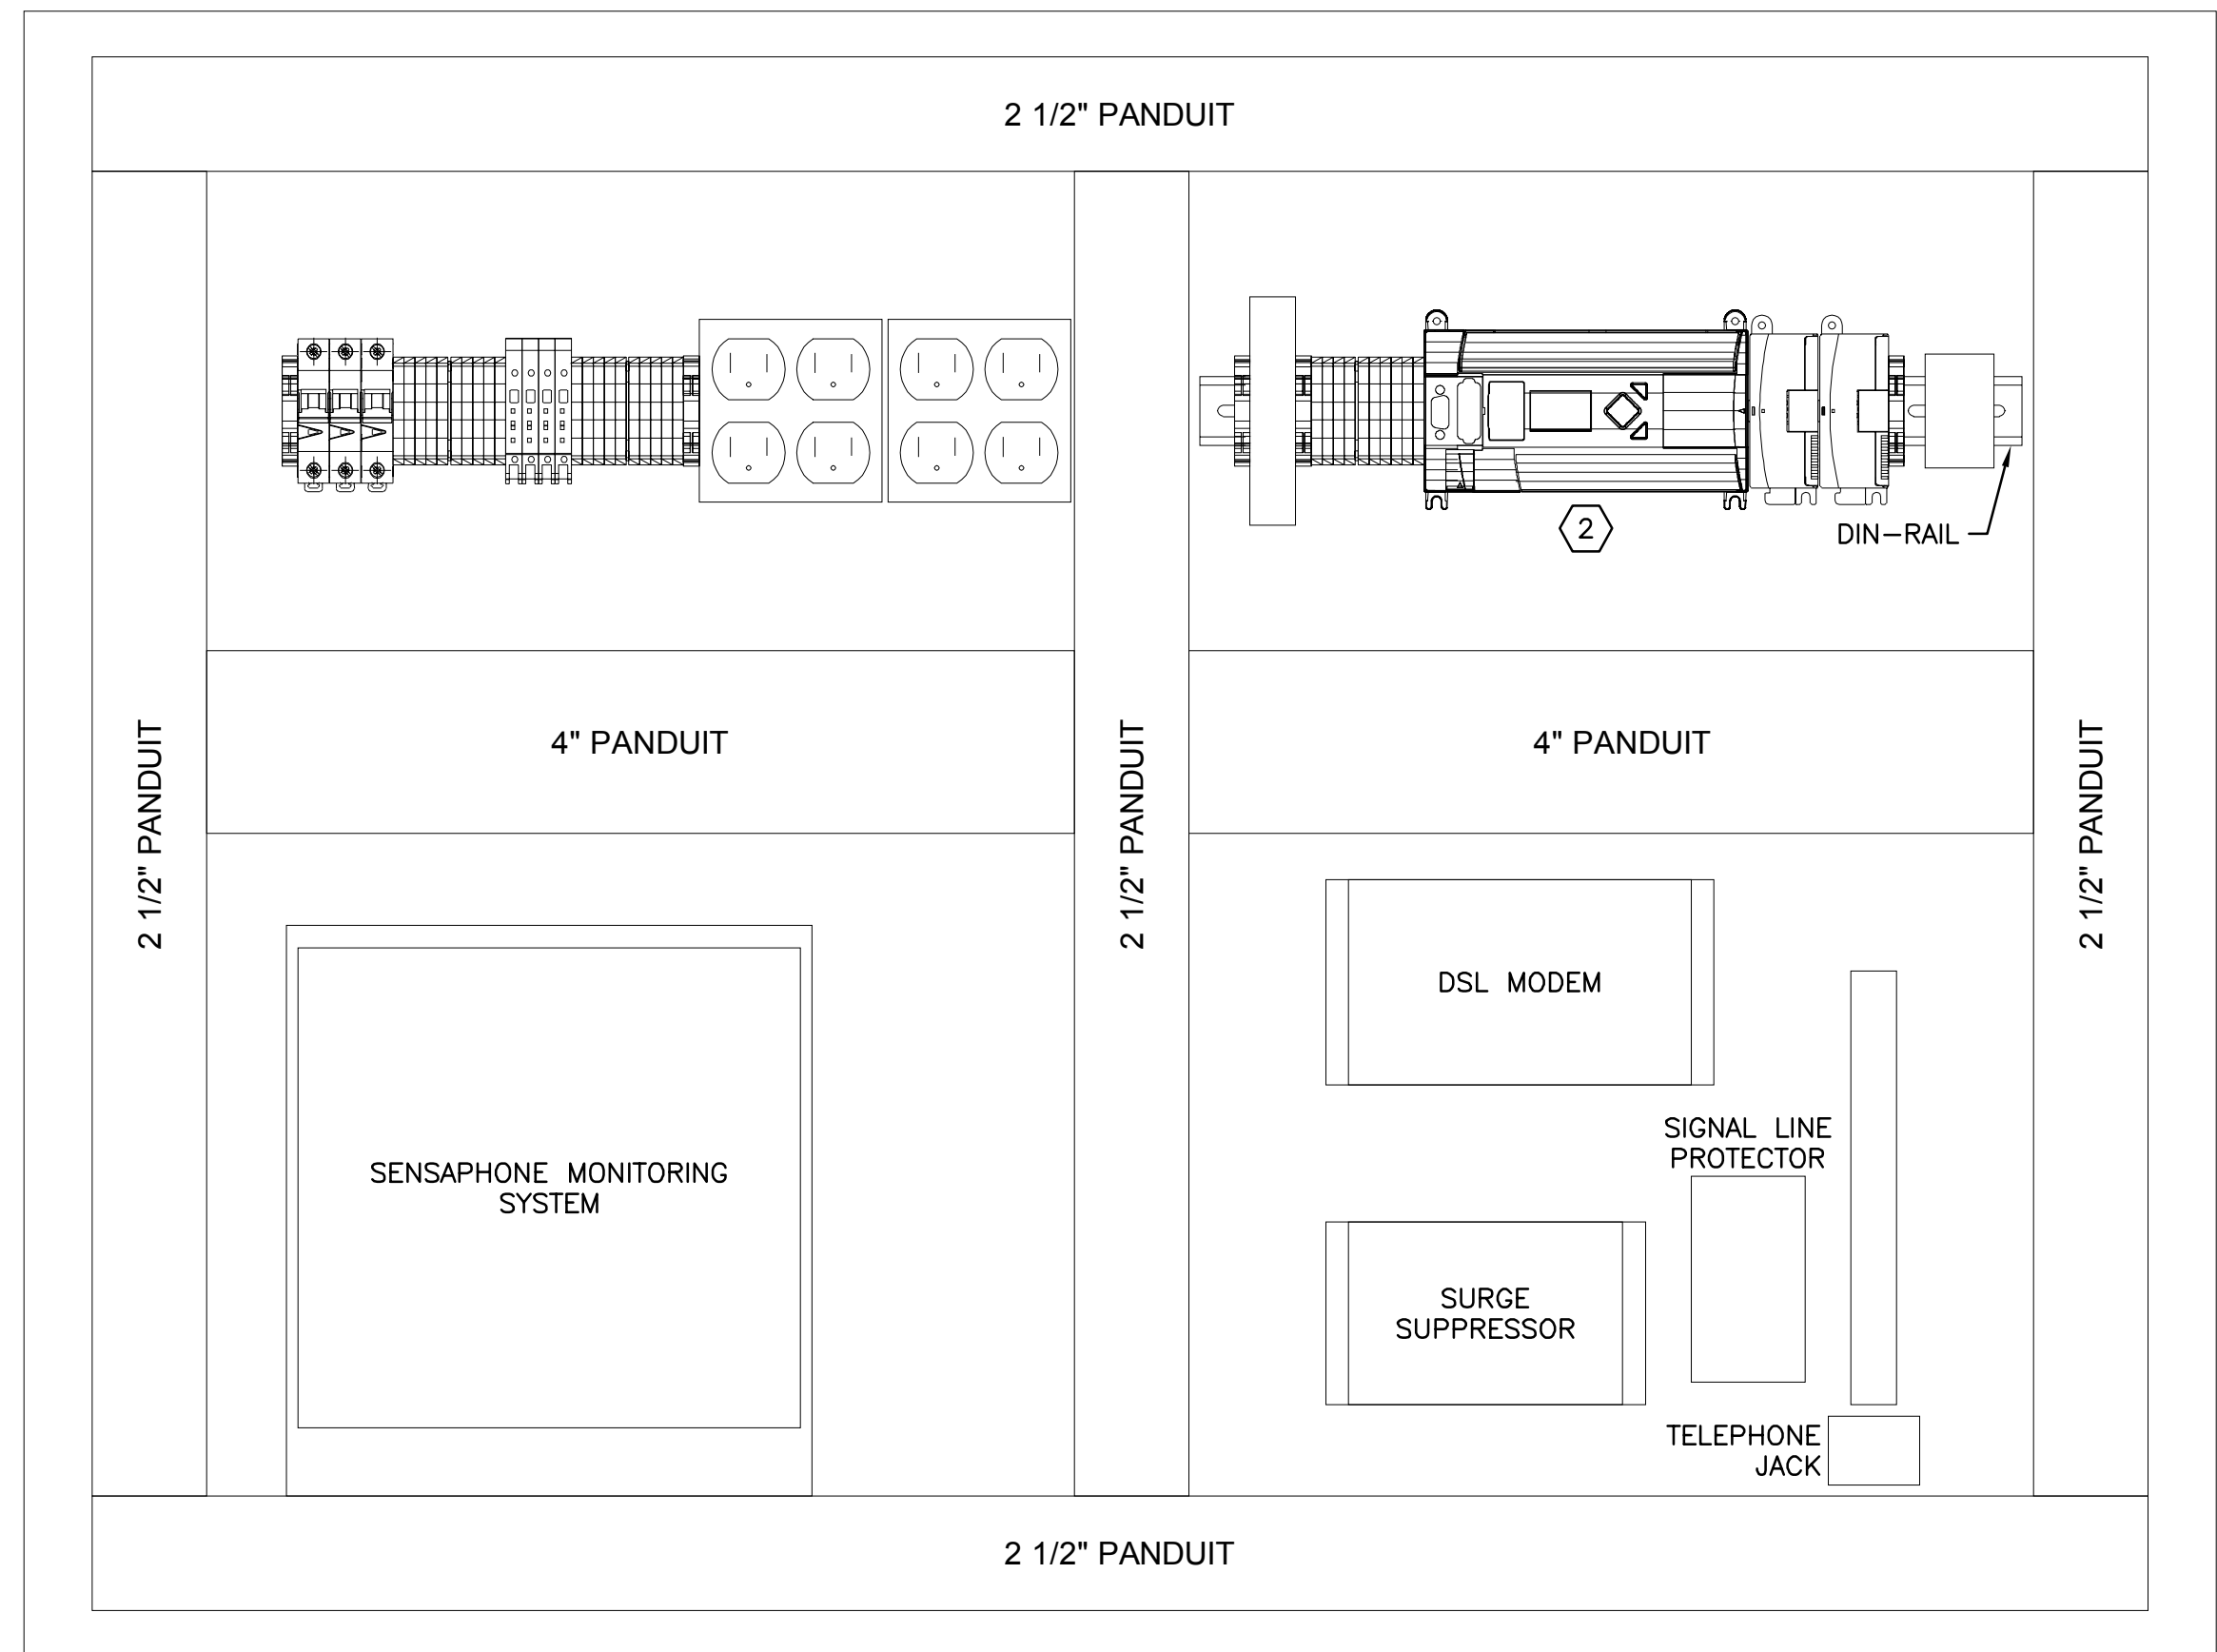 2 1/2" PANDUIT
2
DIN-RAIL
4" PANDUIT
4" PANDUIT
2 1/2" PANDUIT
2 1/2" PANDUIT
2 1/2" PANDUIT
DSL MODEM
SIGNAL LINE
PROTECTOR
SENSAPHONE MONITORING
SYSTEM
SURGE
SUPPRESSOR
TELEPHONE
JACK
2 1/2" PANDUIT